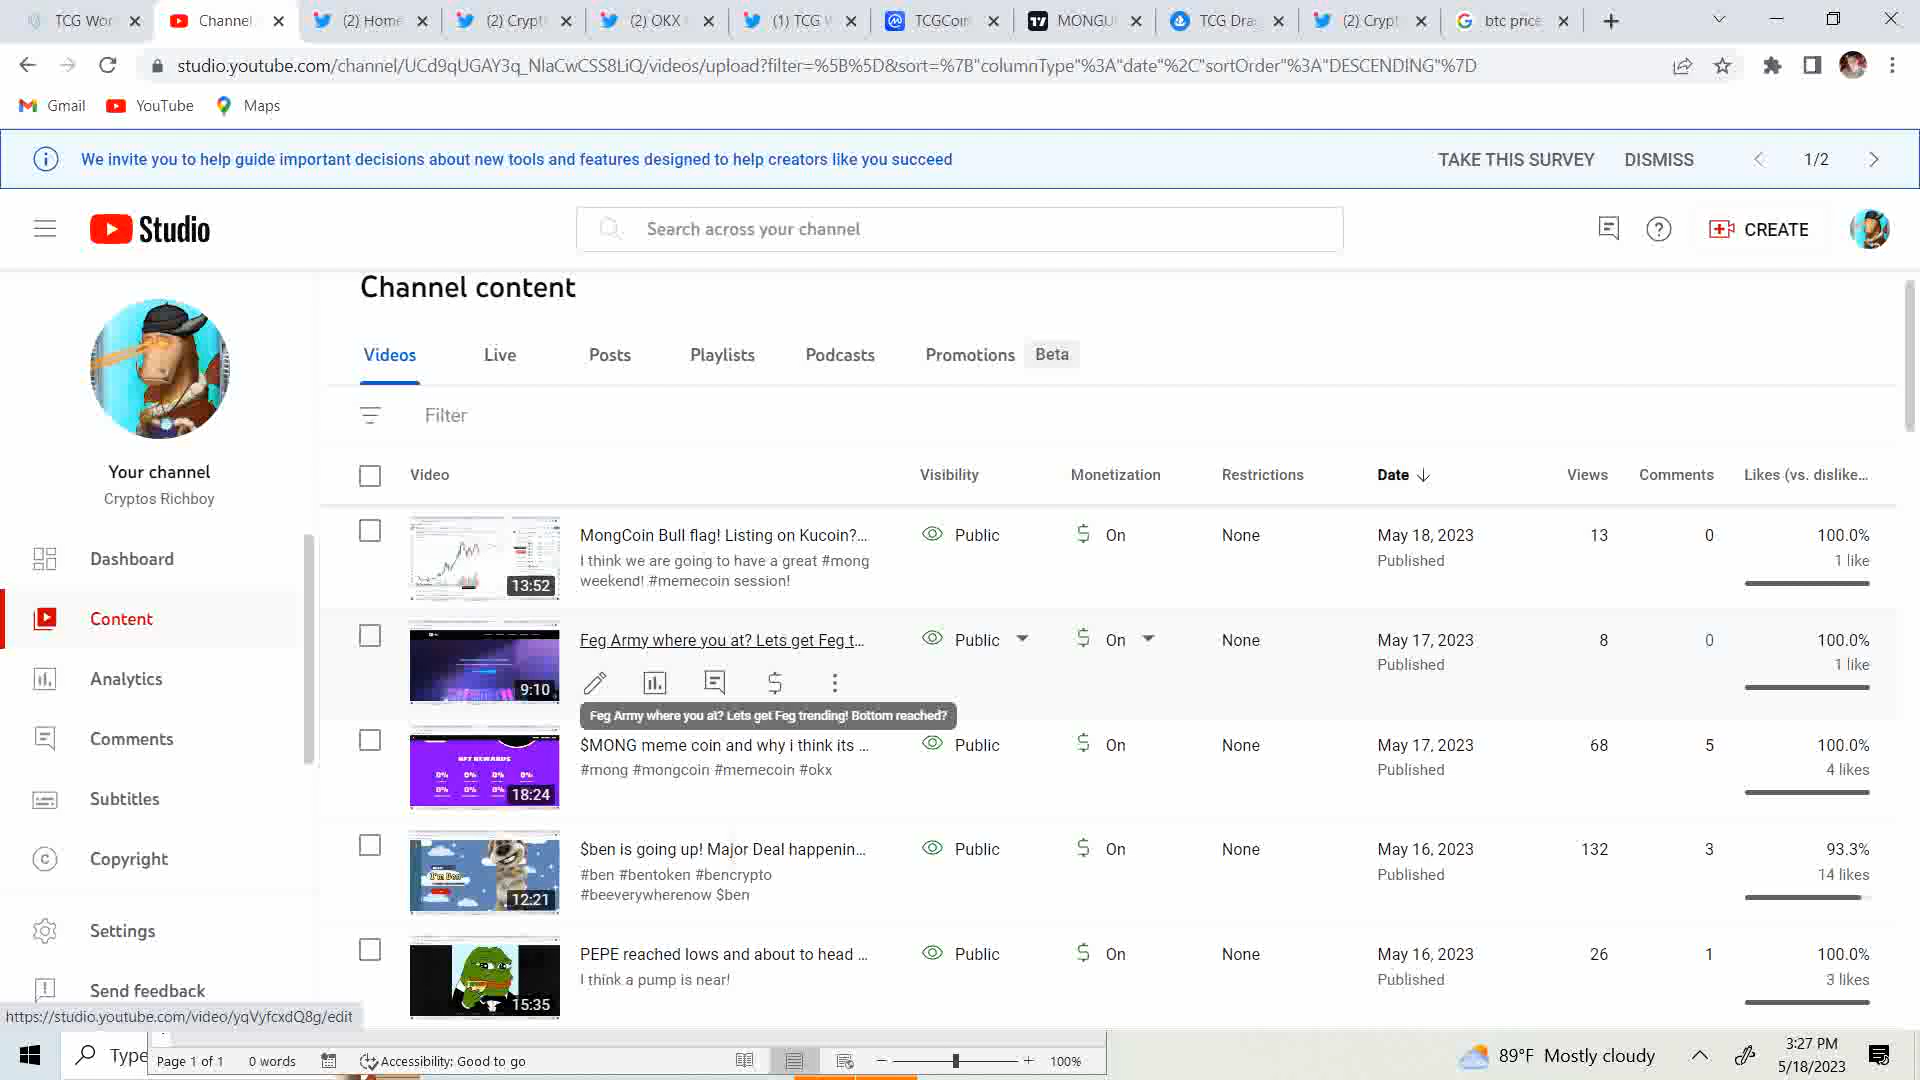 TCG Wor
Channel
(2) Home
(2) Crypt
(2) OKX
(1) TCG W
TCGCoin
MONGU
TCG Dra
(2) Cryp
btc price
studio.youtube.com/channel/UCd9qUGAY3q_NlaCwCSS8LiQ/videos/upload?filter=%5B%5D&sort=%7B"columnType"%3A"date"%2C"sortOrder"%3A"DESCENDING"%7D
Gmail
YouTube
Maps
We invite you to help guide important decisions about new tools and features designed to help creators like you succeed
TAKE THIS SURVEY
DISMISS
1/2
Studio
Search across your channel
CREATE
Channel content
Videos
Live
Posts
Playlists
Podcasts
Promotions
Beta
Filter
Your channel
Cryptos Richboy
Dashboard
Content
Analytics
Comments
Subtitles
Copyright
Settings
Send feedback
Video
Visibility
Monetization
Restrictions
Date
Views
Comments
Likes (vs. dislike...
13:52
MongCoin Bull flag! Listing on Kucoin?...
I think we are going to have a great #mong
weekend! #memecoin session!
Public
On
None
May 18, 2023
Published
13
0
100.0%
1 like
9:10
Feg Army where you at? Lets get Feg t...
Public
On
None
May 17, 2023
Published
8
0
100.0%
1 like
Feg Army where you at? Lets get Feg trending! Bottom reached?
NFT REWARDS
0% 0% 0% 0%
0% 0% 0%
18:24
$MONG meme coin and why i think its ...
#mong #mongcoin #memecoin #okx
Public
On
None
May 17, 2023
Published
68
5
100.0%
4 likes
I'm Ben
12:21
$ben is going up! Major Deal happenin...
#ben #bentoken #bencrypto
#beeverywherenow $ben
Public
On
None
May 16, 2023
Published
132
3
93.3%
14 likes
15:35
PEPE reached lows and about to head ...
I think a pump is near!
Public
On
None
May 16, 2023
Published
26
1
100.0%
3 likes
https://studio.youtube.com/video/yqVyfcxdQ8g/edit
Type
Page 1 of 1
0 words
Accessibility: Good to go
100%
89°F Mostly cloudy
3:27 PM
5/18/2023